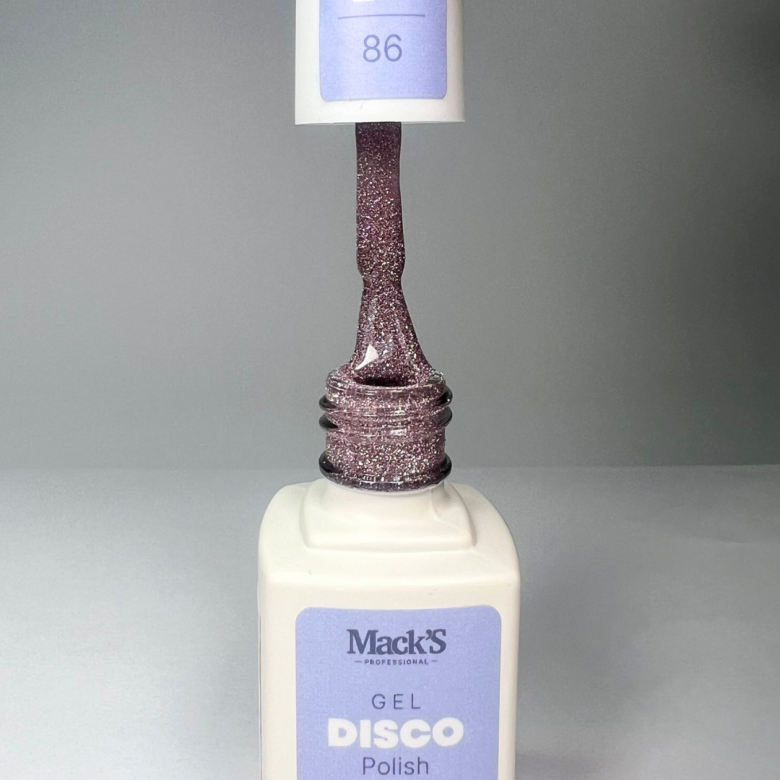 86
Mack'S
PROFESSIONAL
GEL
DISCO
Polish